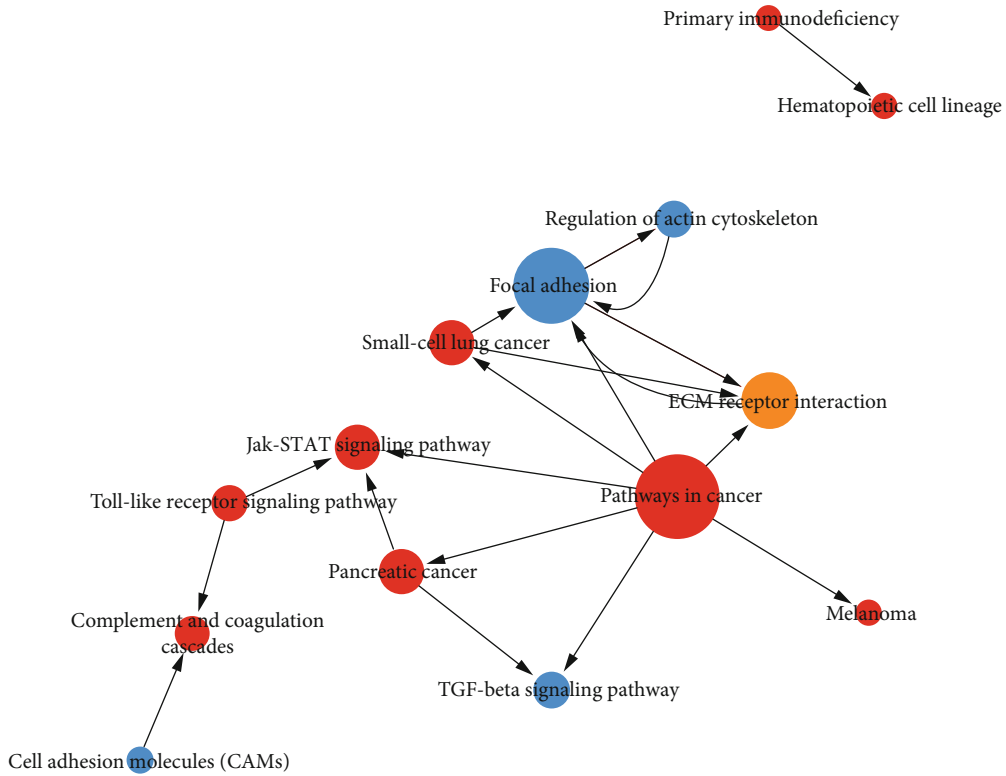 Primary immunodeficiency
Hematopoietic cell lineage
Regulation of actin cytoskeleton
Focal adhesion
Small-cell lung cancer
ECM receptor interaction
Jak-STAT signaling pathway
Toll-like receptor signaling pathway
Pathways in cancer
Pancreatic cancer
Melanoma
Complement and coagulation
cascades
TGF-beta signaling pathway
Cell adhesion molecules (CAMs)